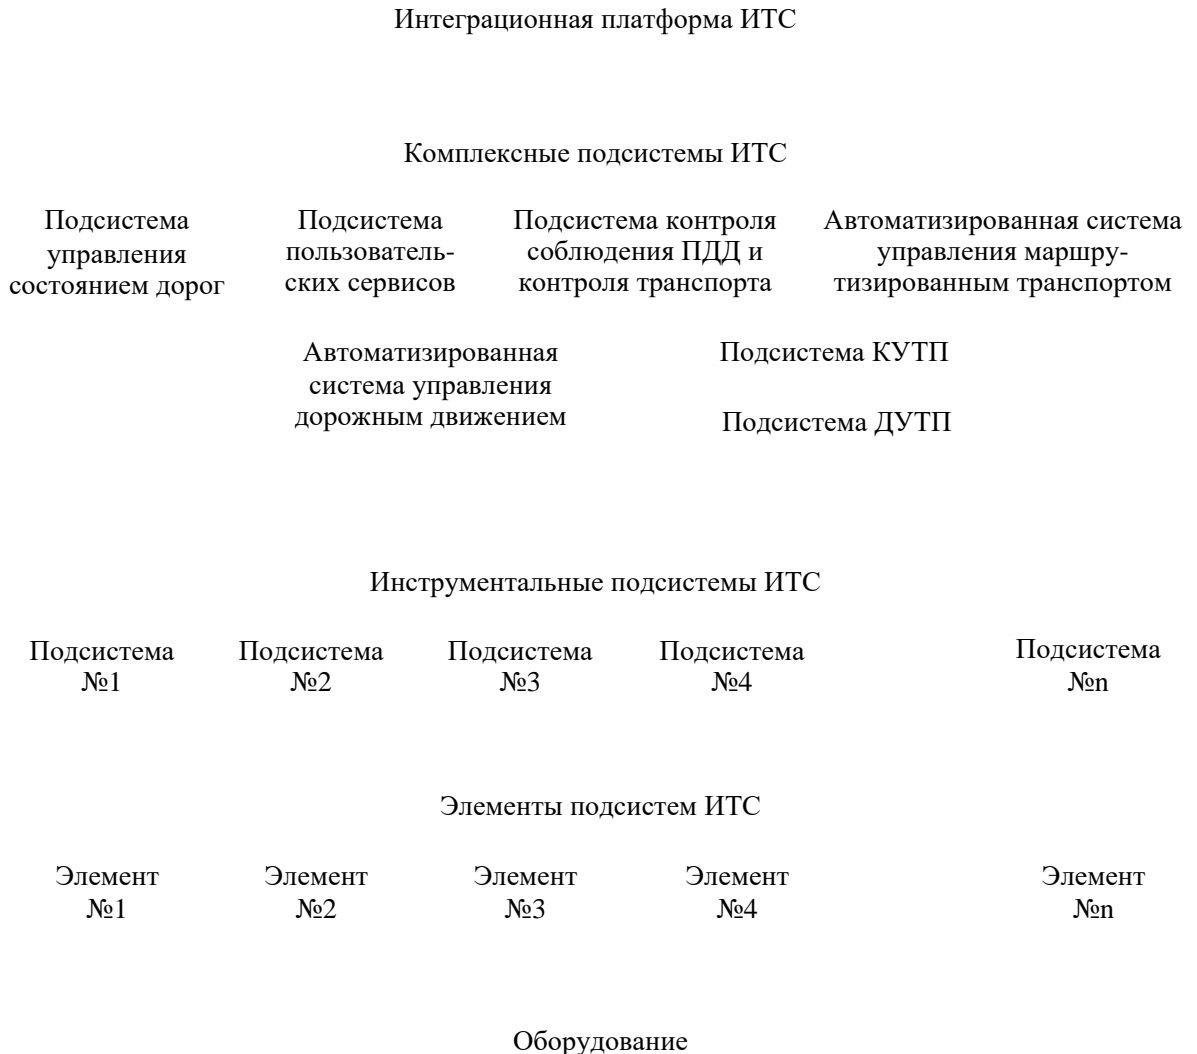 Интеграционная платформа ИТС
Комплексные подсистемы ИТС
Подсистема
управления
состоянием дорог
Подсистема
пользователь-
ских сервисов
Подсистема контроля
соблюдения ПДД и
контроля транспорта
Автоматизированная система
управления маршру-
тизированным транспортом
Автоматизированная
система управления
дорожным движением
Подсистема КУТП
Подсистема ДУТП
Инструментальные подсистемы ИТС
Подсистема
№1
Подсистема
№2
Подсистема
№3
Подсистема
№4
Подсистема
№n
Элементы подсистем ИТС
Элемент
№1
Элемент
№2
Элемент
№3
Элемент
№4
Элемент
№n
Оборудование